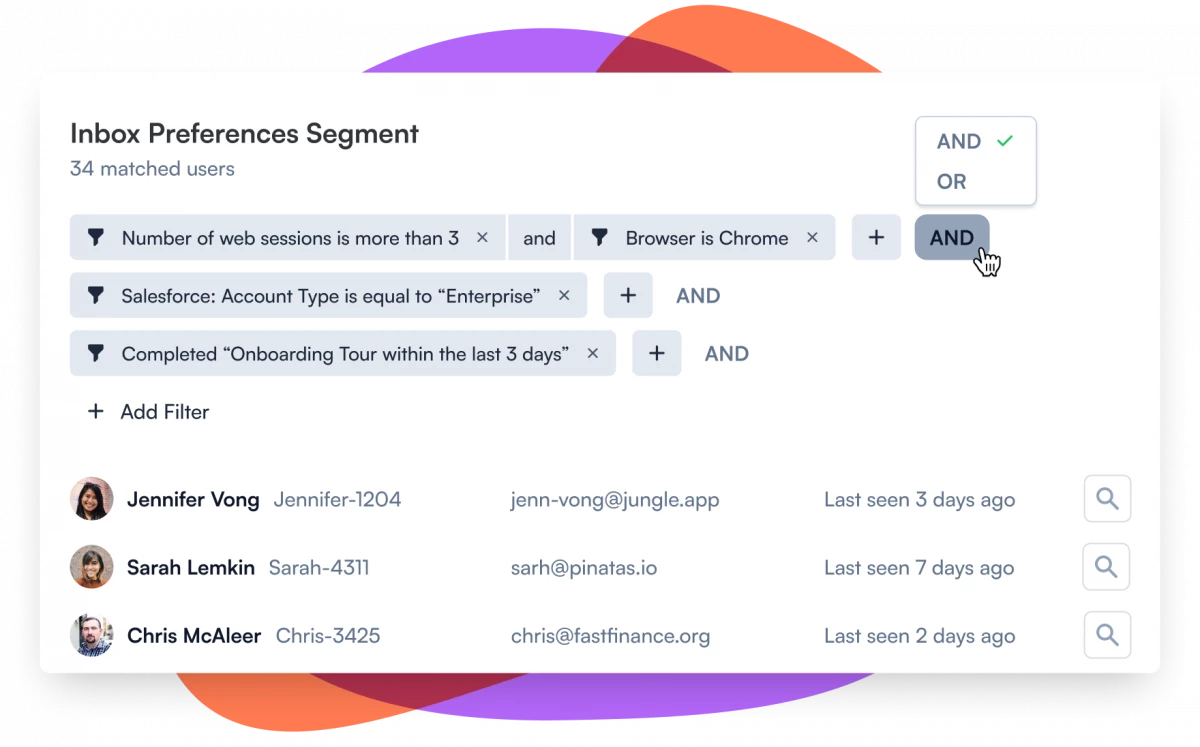 Inbox Preferences Segment
34 matched users
AND
OR
Number of web sessions is more than 3 × and Browser is Chrome × + AND
Salesforce: Account Type is equal to “Enterprise” × + AND
Completed “Onboarding Tour within the last 3 days” × + AND
+ Add Filter
Jennifer Vong Jennifer-1204 jenn-vong@jungle.app Last seen 3 days ago
Sarah Lemkin Sarah-4311 sarh@pinatas.io Last seen 7 days ago
Chris McAleer Chris-3425 chris@fastfinance.org Last seen 2 days ago